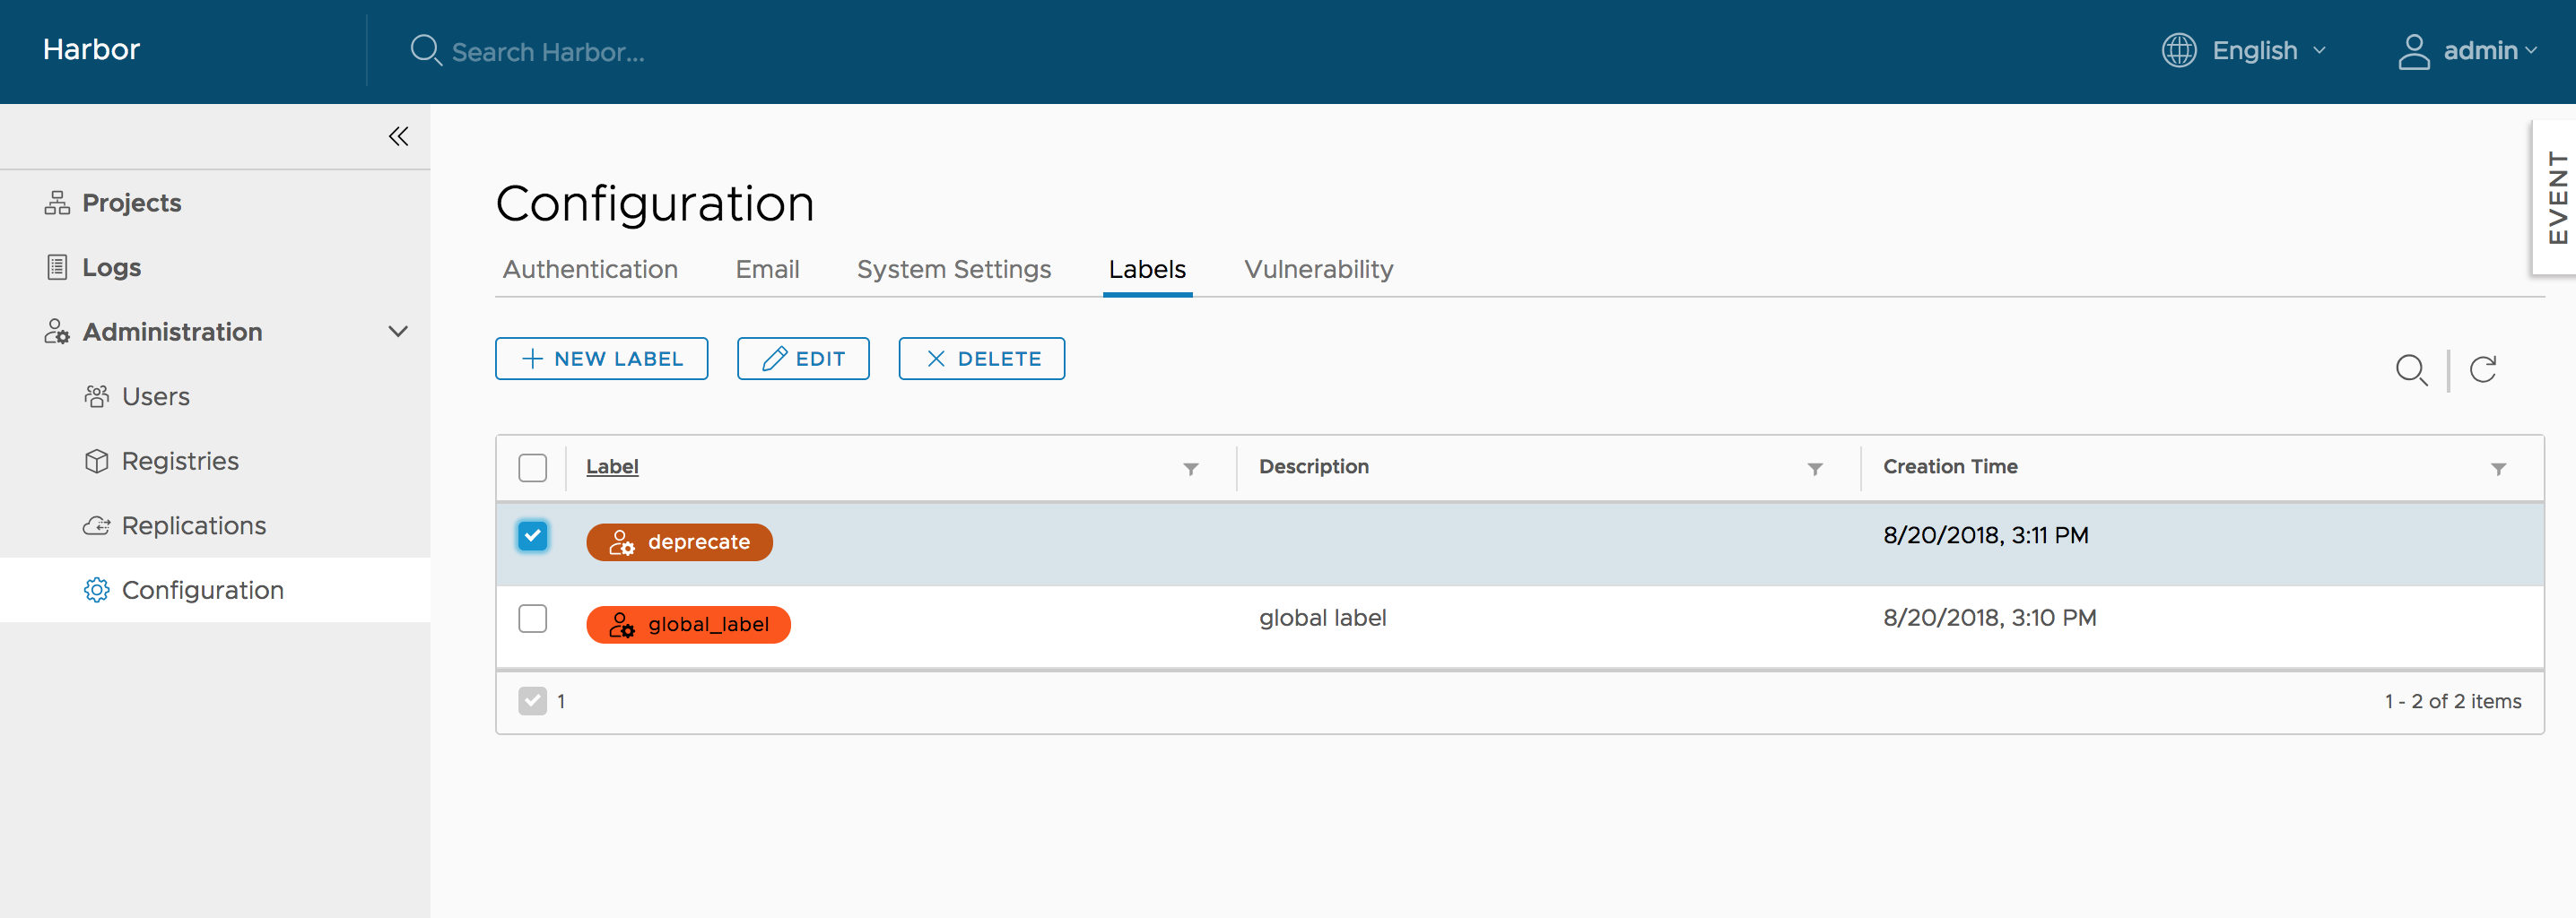 Harbor
Search Harbor...
English
admin
EVENT
Projects
Logs
Administration
Users
Registries
Replications
Configuration
Configuration
Authentication Email System Settings Labels Vulnerability
NEW LABEL EDIT DELETE
Label Description Creation Time
deprecate 8/20/2018, 3:11 PM
global_label global label 8/20/2018, 3:10 PM
1 1 - 2 of 2 items